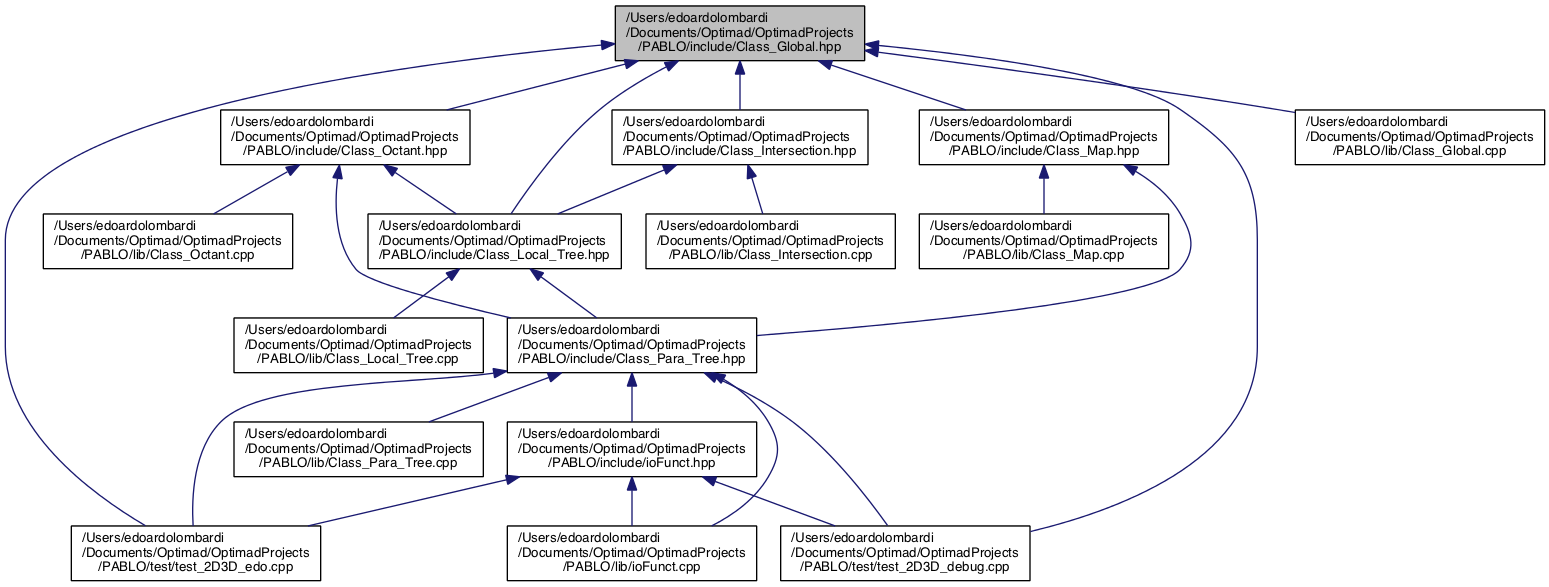 /Users/edoardolombardi
/Documents/Optimad/OptimadProjects
/PABLO/include/Class_Global.hpp
/Users/edoardolombardi
/Documents/Optimad/OptimadProjects
/PABLO/include/Class_Octant.hpp
/Users/edoardolombardi
/Documents/Optimad/OptimadProjects
/PABLO/include/Class_Intersection.hpp
/Users/edoardolombardi
/Documents/Optimad/OptimadProjects
/PABLO/include/Class_Map.hpp
/Users/edoardolombardi
/Documents/Optimad/OptimadProjects
/PABLO/lib/Class_Global.cpp
/Users/edoardolombardi
/Documents/Optimad/OptimadProjects
/PABLO/lib/Class_Octant.cpp
/Users/edoardolombardi
/Documents/Optimad/OptimadProjects
/PABLO/include/Class_Local_Tree.hpp
/Users/edoardolombardi
/Documents/Optimad/OptimadProjects
/PABLO/lib/Class_Intersection.cpp
/Users/edoardolombardi
/Documents/Optimad/OptimadProjects
/PABLO/lib/Class_Map.cpp
/Users/edoardolombardi
/Documents/Optimad/OptimadProjects
/PABLO/lib/Class_Local_Tree.cpp
/Users/edoardolombardi
/Documents/Optimad/OptimadProjects
/PABLO/include/Class_Para_Tree.hpp
/Users/edoardolombardi
/Documents/Optimad/OptimadProjects
/PABLO/lib/Class_Para_Tree.cpp
/Users/edoardolombardi
/Documents/Optimad/OptimadProjects
/PABLO/include/ioFunct.hpp
/Users/edoardolombardi
/Documents/Optimad/OptimadProjects
/PABLO/test/test_2D3D_edo.cpp
/Users/edoardolombardi
/Documents/Optimad/OptimadProjects
/PABLO/lib/ioFunct.cpp
/Users/edoardolombardi
/Documents/Optimad/OptimadProjects
/PABLO/test/test_2D3D_debug.cpp